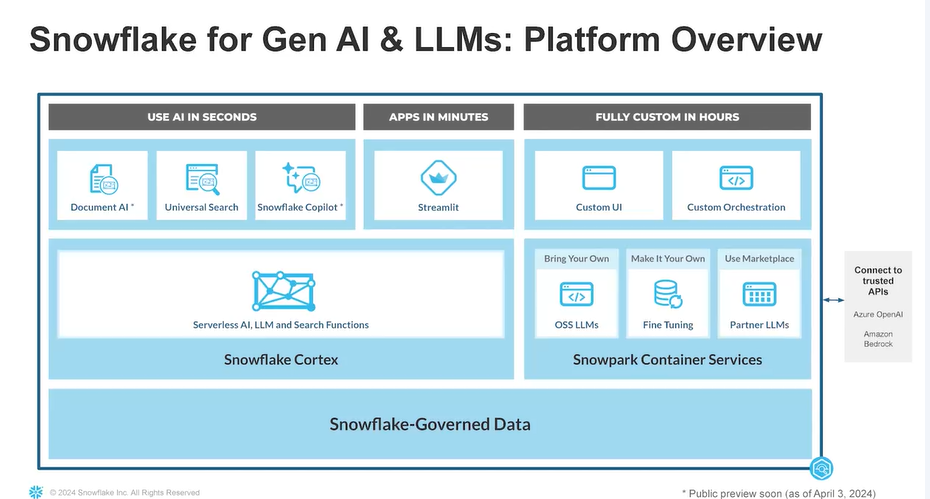 Snowflake for Gen AI & LLMs: Platform Overview
USE AI IN SECONDS
APPS IN MINUTES
FULLY CUSTOM IN HOURS
Document AI *
Universal Search
Snowflake Copilot *
Streamlit
Custom UI
Custom Orchestration
Serverless AI, LLM and Search Functions
Snowflake Cortex
Bring Your Own
Make It Your Own
Use Marketplace
OSS LLMs
Fine Tuning
Partner LLMs
Snowpark Container Services
Connect to
trusted
APIs
Azure OpenAI
Amazon
Bedrock
Snowflake-Governed Data
© 2024 Snowflake Inc. All Rights Reserved
* Public preview soon (as of April 3, 2024)